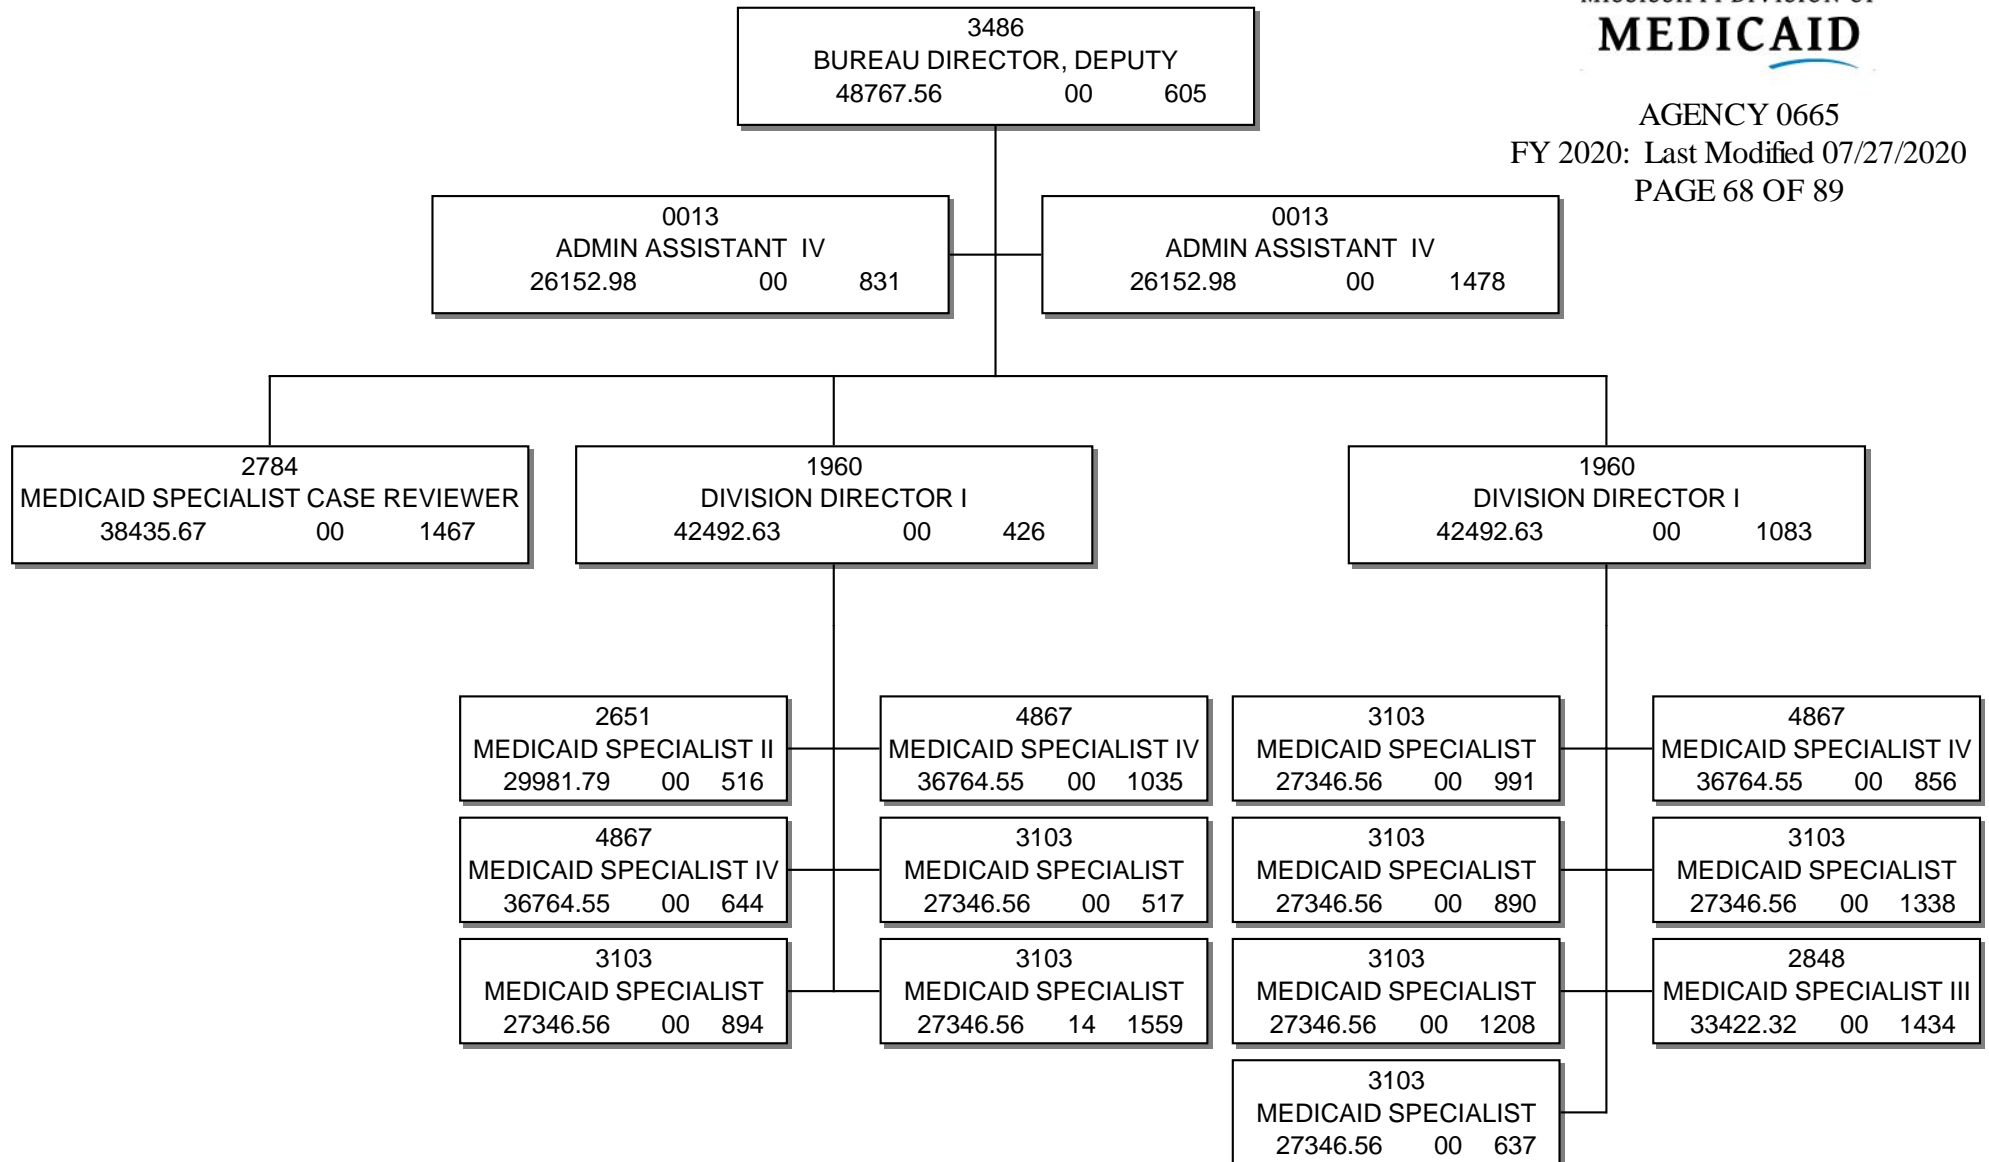 MISSISSIPPI DIVISION OF
MEDICAID
AGENCY 0665
FY 2020: Last Modified 07/27/2020
PAGE 68 OF 89
3486
BUREAU DIRECTOR, DEPUTY
48767.56 00 605
0013
ADMIN ASSISTANT IV
26152.98 00 831
0013
ADMIN ASSISTANT IV
26152.98 00 1478
2784
MEDICAID SPECIALIST CASE REVIEWER
38435.67 00 1467
1960
DIVISION DIRECTOR I
42492.63 00 426
1960
DIVISION DIRECTOR I
42492.63 00 1083
2651
MEDICAID SPECIALIST II
29981.79 00 516
4867
MEDICAID SPECIALIST IV
36764.55 00 1035
3103
MEDICAID SPECIALIST
27346.56 00 991
4867
MEDICAID SPECIALIST IV
36764.55 00 856
4867
MEDICAID SPECIALIST IV
36764.55 00 644
3103
MEDICAID SPECIALIST
27346.56 00 517
3103
MEDICAID SPECIALIST
27346.56 00 890
3103
MEDICAID SPECIALIST
27346.56 00 1338
3103
MEDICAID SPECIALIST
27346.56 00 894
3103
MEDICAID SPECIALIST
27346.56 14 1559
3103
MEDICAID SPECIALIST
27346.56 00 1208
2848
MEDICAID SPECIALIST III
33422.32 00 1434
3103
MEDICAID SPECIALIST
27346.56 00 637